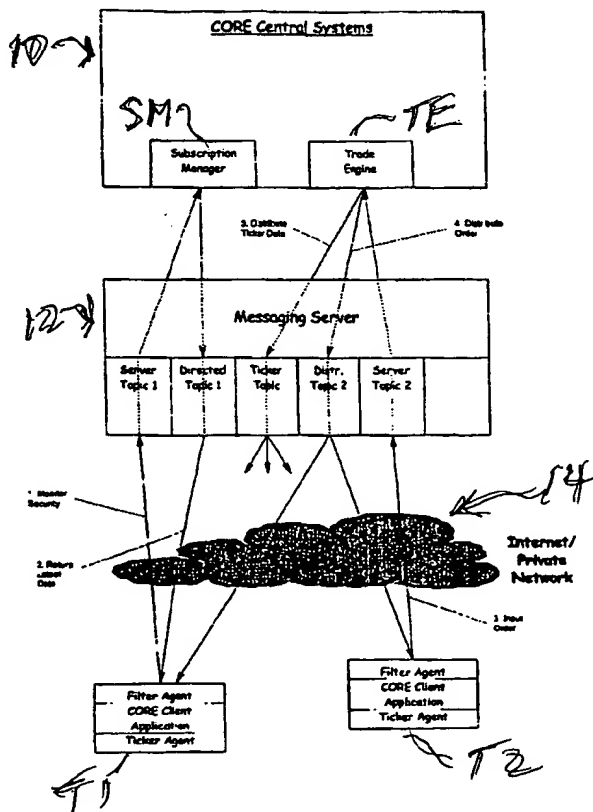 CORE Central Systems
10
SM
TE
Subscription
Manager
Trade
Engine
3. Distribute
Ticker Data
4. Distribute
Order
12
Messaging Server
Server
Topic 1
Directed
Topic 1
Ticker
Topic
Distr.
Topic 2
Server
Topic 2
1. Monitor
Security
14
Internet/
Private
Network
2. Return
Data
Order
Filter Agent
CORE Client
Application
Ticker Agent
Filter Agent
CORE Client
Application
Ticker Agent
T1
T2